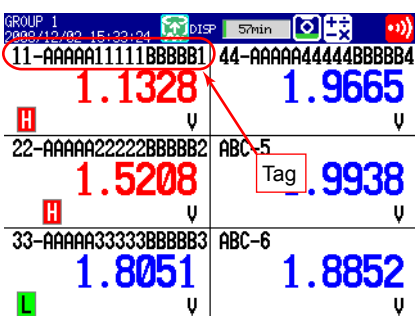 GROUP 1
2008/12/02 15:33:24 DISP 57min
11-AAAAA11111BBBBB1 44-AAAAA44444BBBBB4
1.1328 1.9665
H V V
22-AAAAA22222BBBBB2 ABC-5
1.5208 Tag .9938
H V V
33-AAAAA33333BBBBB3 ABC-6
1.8051 1.8852
L V V